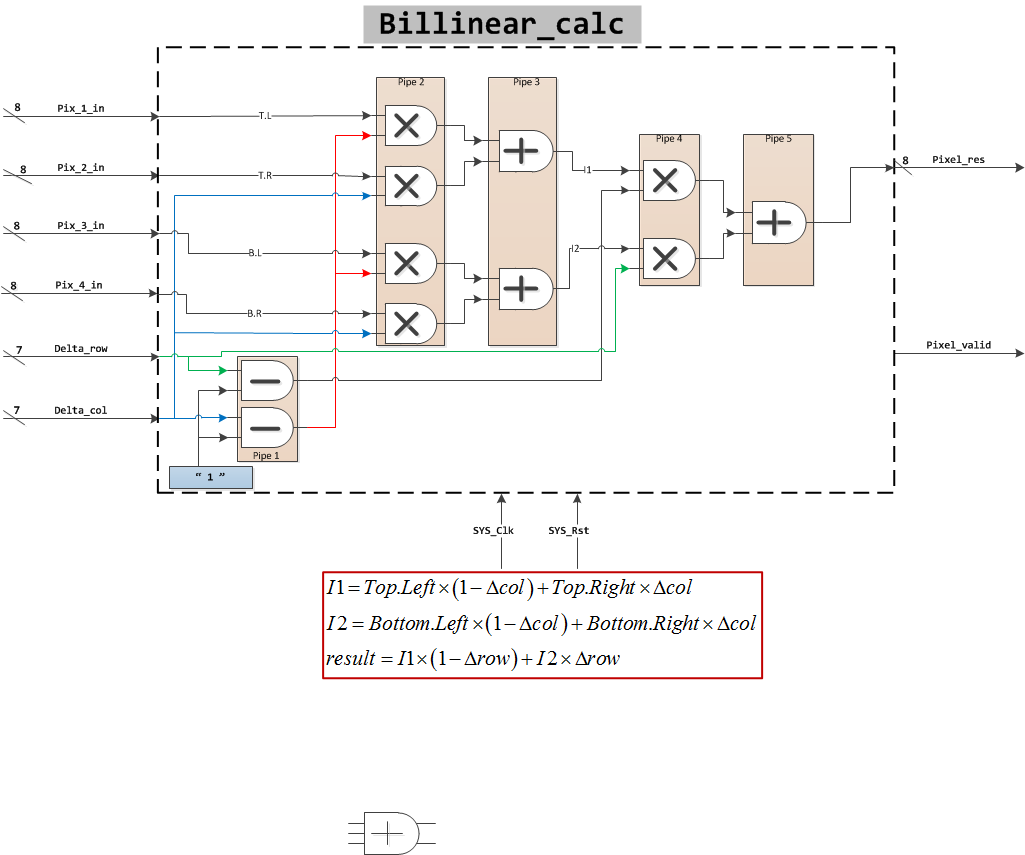 Billinear_calc
Pipe 2
Pipe 3
8
Pix_1_in
T.L
Pipe 4
Pipe 5
8
Pix_2_in
T.R
I1
8
Pixel_res
8
Pix_3_in
B.L
I2
8
Pix_4_in
B.R
7
Delta_row
Pixel_valid
7
Delta_col
Pipe 1
“ 1 ”
SYS_Clk
SYS_Rst
I1 = Top.Left × (1 − Δcol) + Top.Right × Δcol
I2 = Bottom.Left × (1 − Δcol) + Bottom.Right × Δcol
result = I1 × (1 − Δrow) + I2 × Δrow